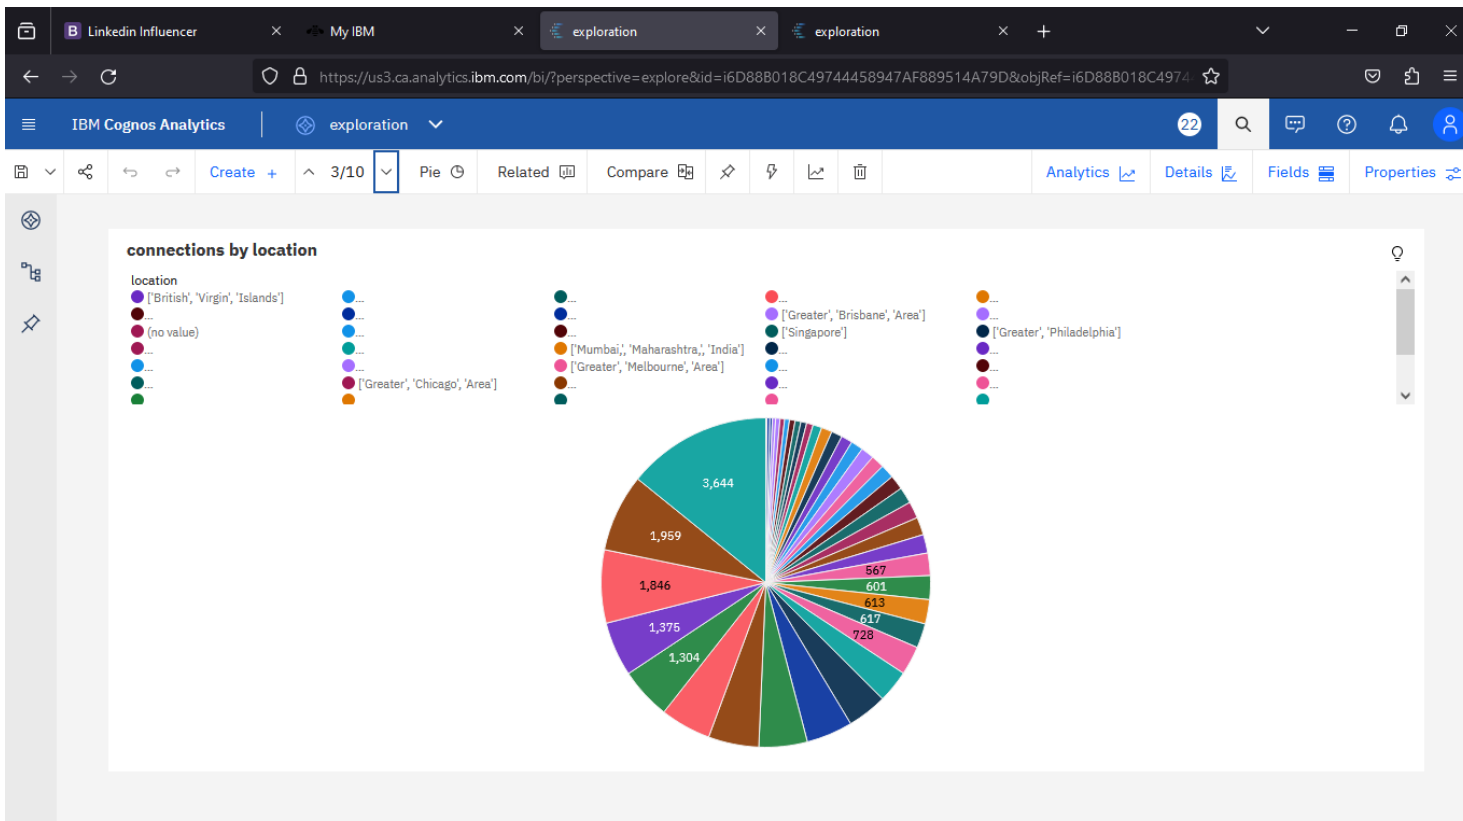 B Linkedin Influencer
My IBM
exploration
exploration
https://us3.ca.analytics.ibm.com/bi/?perspective=explore&id=i6D88B018C49744458947AF889514A79D&objRef=i6D88B018C4974
IBM Cognos Analytics
exploration
22
Create +
3/10
Pie
Related
Compare
Analytics
Details
Fields
Properties
connections by location
location
['British', 'Virgin', 'Islands'] ... ... ... ...
... ... ... ['Greater', 'Brisbane', 'Area'] ...
(no value) ... ... ['Singapore'] ['Greater', 'Philadelphia']
... ... ['Mumbai,', 'Maharashtra,', 'India'] ... ...
... ... ['Greater', 'Melbourne', 'Area'] ... ...
... ['Greater', 'Chicago', 'Area'] ... ... ...
3,644
1,959
1,846
1,375
1,304
567
601
613
617
728